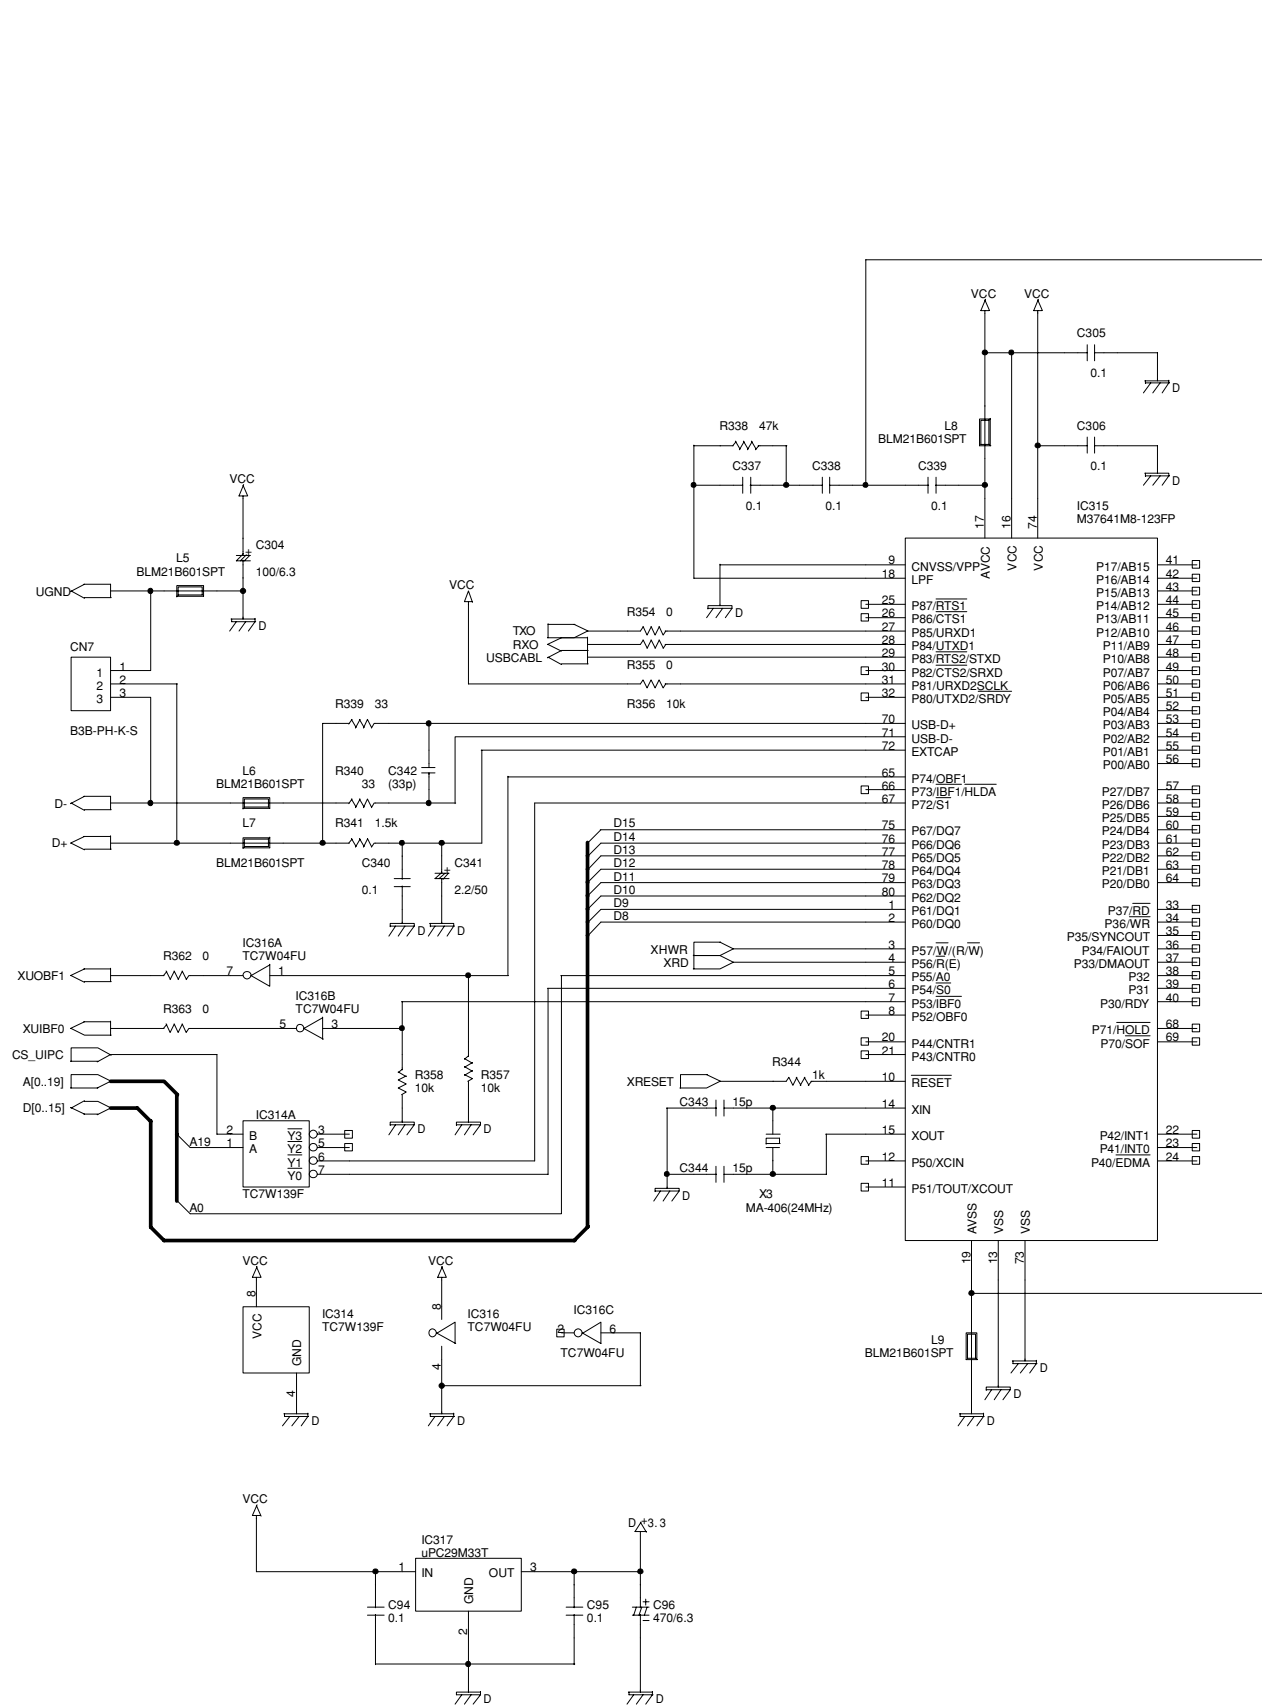 VCC
VCC
C305
0.1
D
R338 47k
L8
BLM21B601SPT
C306
0.1
D
C337
0.1
C338
0.1
C339
0.1
IC315
M37641M8-123FP
17
16
74
AVCC
VCC
VCC
VCC
C304
100/6.3
L5
BLM21B601SPT
UGND
D
CN7
1
2
3
1
2
3
B3B-PH-K-S
VCC
D
TXO
RXO
USBCABL
R354 0
R355 0
R356 10k
R339 33
R340
33
C342
(33p)
L6
BLM21B601SPT
D-
L7
BLM21B601SPT
D+
R341 1.5k
C340
0.1
C341
2.2/50
D
D
D15
D14
D13
D12
D11
D10
D9
D8
XHWR
XRD
9 CNVSS/VPP
18 LPF
25 P87/RTS1
26 P86/CTS1
27 P85/URXD1
28 P84/UTXD1
29 P83/RTS2/STXD
30 P82/CTS2/SRXD
31 P81/URXD2SCLK
32 P80/UTXD2/SRDY
70 USB-D+
71 USB-D-
72 EXTCAP
65 P74/OBF1
66 P73/IBF1/HLDA
67 P72/S1
75 P67/DQ7
76 P66/DQ6
77 P65/DQ5
78 P64/DQ4
79 P63/DQ3
80 P62/DQ2
1 P61/DQ1
2 P60/DQ0
3 P57/W/(R/W)
4 P56/R(E)
5 P55/A0
6 P54/S0
7 P53/IBF0
8 P52/OBF0
20 P44/CNTR1
21 P43/CNTR0
10 RESET
14 XIN
15 XOUT
12 P50/XCIN
11 P51/TOUT/XCOUT
P17/AB15 41
P16/AB14 42
P15/AB13 43
P14/AB12 44
P13/AB11 45
P12/AB10 46
P11/AB9 47
P10/AB8 48
P07/AB7 49
P06/AB6 50
P05/AB5 51
P04/AB4 52
P03/AB3 53
P02/AB2 54
P01/AB1 55
P00/AB0 56
P27/DB7 57
P26/DB6 58
P25/DB5 59
P24/DB4 60
P23/DB3 61
P22/DB2 62
P21/DB1 63
P20/DB0 64
P37/RD 33
P36/WR 34
P35/SYNCOUT 35
P34/FAIOUT 36
P33/DMAOUT 37
P32 38
P31 39
P30/RDY 40
P71/HOLD 68
P70/SOF 69
P42/INT1 22
P41/INT0 23
P40/EDMA 24
XUOBF1
R362 0
IC316A
TC7W04FU
7
1
XUIBF0
R363 0
IC316B
TC7W04FU
5
3
CS_UIPC
A[0..19]
D[0..15]
R358
10k
R357
10k
D
D
IC314A
2 B
A19 1 A
Y3 3
Y2 5
Y1 6
Y0 7
TC7W139F
A0
XRESET
R344
1k
C343 15p
C344 15p
D
X3
MA-406(24MHz)
AVSS
VSS
VSS
19
13
73
L9
BLM21B601SPT
D
D
D
VCC
8
VCC
GND
IC314
TC7W139F
4
D
VCC
8
IC316
TC7W04FU
4
D
IC316C
2
6
TC7W04FU
VCC
IC317
uPC29M33T
1 IN
OUT 3
GND
2
D +3.3
C94
0.1
C95
0.1
C96
470/6.3
D
D